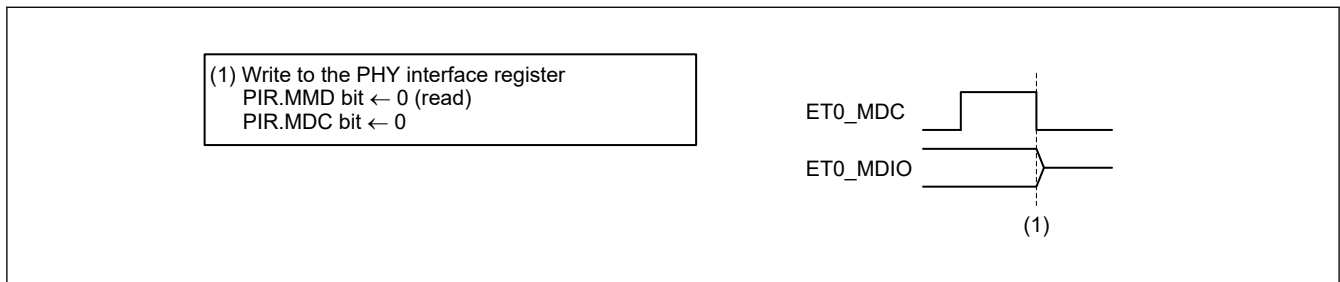 (1) Write to the PHY interface register
PIR.MMD bit ← 0 (read)
PIR.MDC bit ← 0
ET0_MDC
ET0_MDIO
(1)